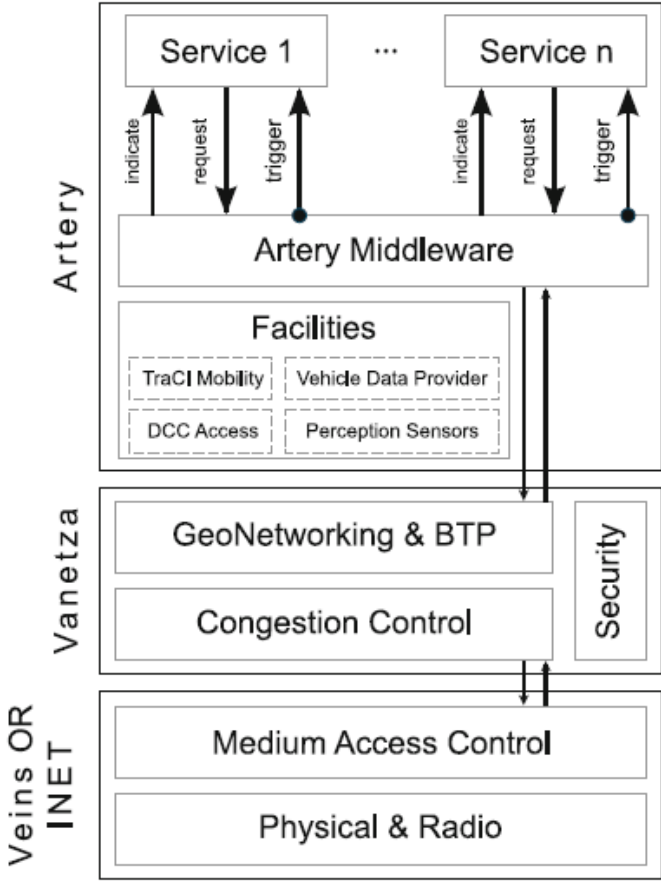 Artery
Service 1
...
Service n
indicate
request
trigger
indicate
request
trigger
Artery Middleware
Facilities
TraCI Mobility
Vehicle Data Provider
DCC Access
Perception Sensors
Vanetza
GeoNetworking & BTP
Congestion Control
Security
Veins OR
INET
Medium Access Control
Physical & Radio